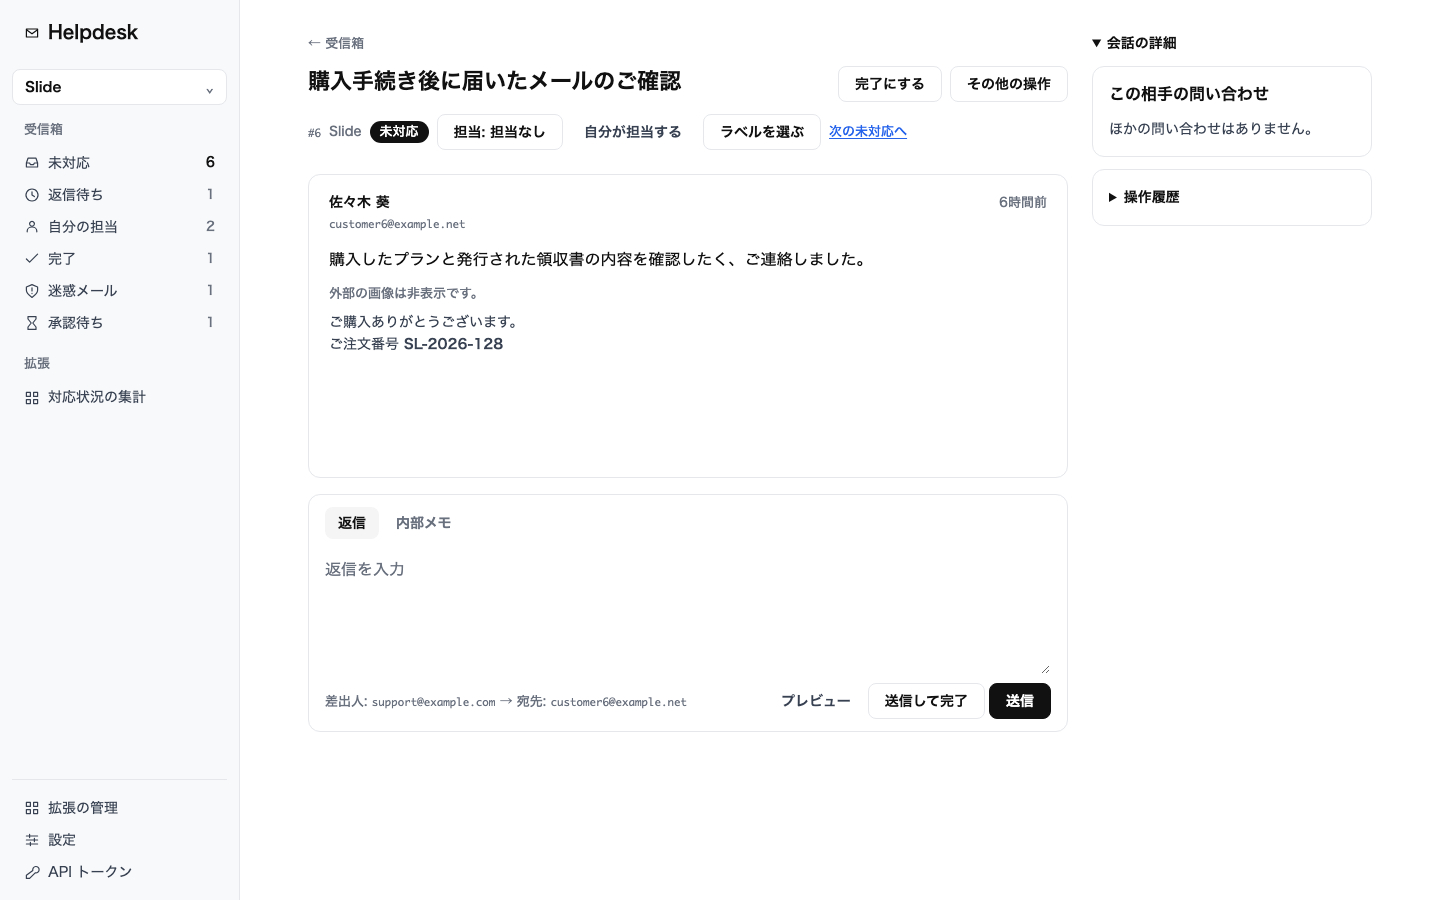 Helpdesk
Slide
受信箱
未対応 6
返信待ち 1
自分の担当 2
完了 1
迷惑メール 1
承認待ち 1
拡張
対応状況の集計
拡張の管理
設定
API トークン
← 受信箱
購入手続き後に届いたメールのご確認
完了にする
その他の操作
#6 Slide 未対応 担当: 担当なし 自分が担当する ラベルを選ぶ 次の未対応へ
佐々木 葵 6時間前
customer6@example.net
購入したプランと発行された領収書の内容を確認したく、ご連絡しました。
外部の画像は非表示です。
ご購入ありがとうございます。
ご注文番号 SL-2026-128
返信 内部メモ
返信を入力
差出人: support@example.com → 宛先: customer6@example.net
プレビュー 送信して完了 送信
▼ 会話の詳細
この相手の問い合わせ
ほかの問い合わせはありません。
▶ 操作履歴